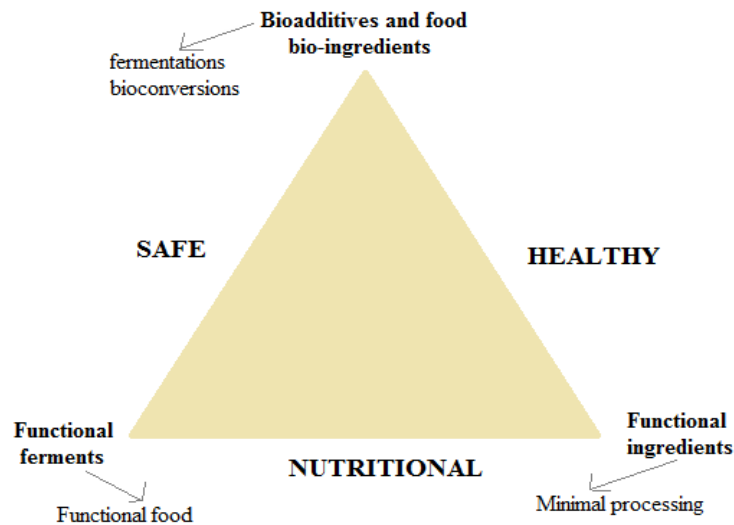 Bioadditives and food
bio-ingredients
fermentations
bioconversions
SAFE
HEALTHY
Functional
ferments
Functional
ingredients
NUTRITIONAL
Functional food
Minimal processing